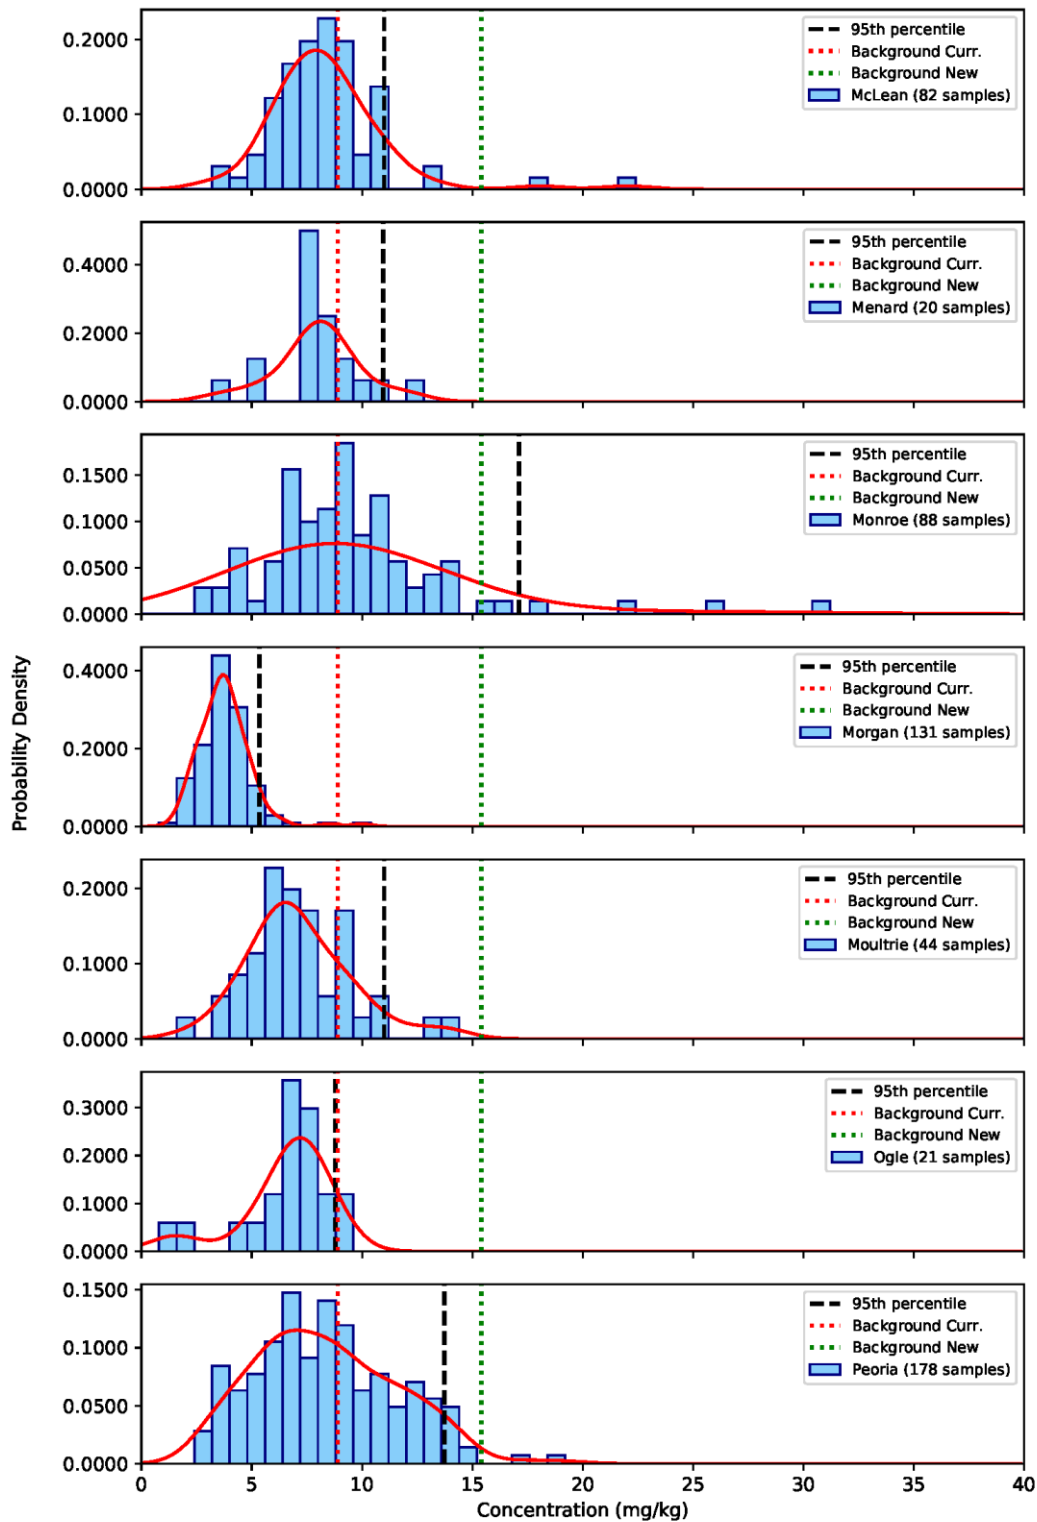 0.2000
0.1000
0.0000
95th percentile
Background Curr.
Background New
McLean (82 samples)
0.4000
0.2000
0.0000
95th percentile
Background Curr.
Background New
Menard (20 samples)
0.1500
0.1000
0.0500
0.0000
95th percentile
Background Curr.
Background New
Monroe (88 samples)
Probability Density
0.4000
0.2000
0.0000
95th percentile
Background Curr.
Background New
Morgan (131 samples)
0.2000
0.1000
0.0000
95th percentile
Background Curr.
Background New
Moultrie (44 samples)
0.3000
0.2000
0.1000
0.0000
95th percentile
Background Curr.
Background New
Ogle (21 samples)
0.1500
0.1000
0.0500
0.0000
95th percentile
Background Curr.
Background New
Peoria (178 samples)
0 5 10 15 20 25 30 35 40
Concentration (mg/kg)